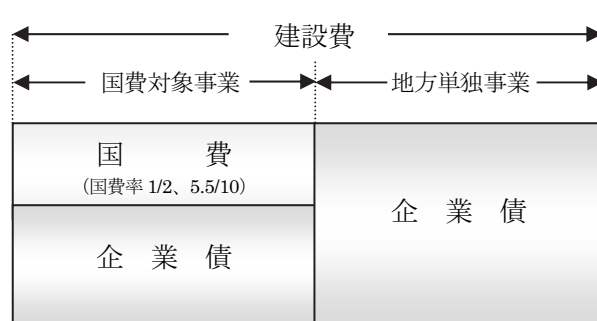 建設費
国費対象事業
地方単独事業
国　　費
（国費率 1/2、5.5/10）
企　業　債
企　業　債